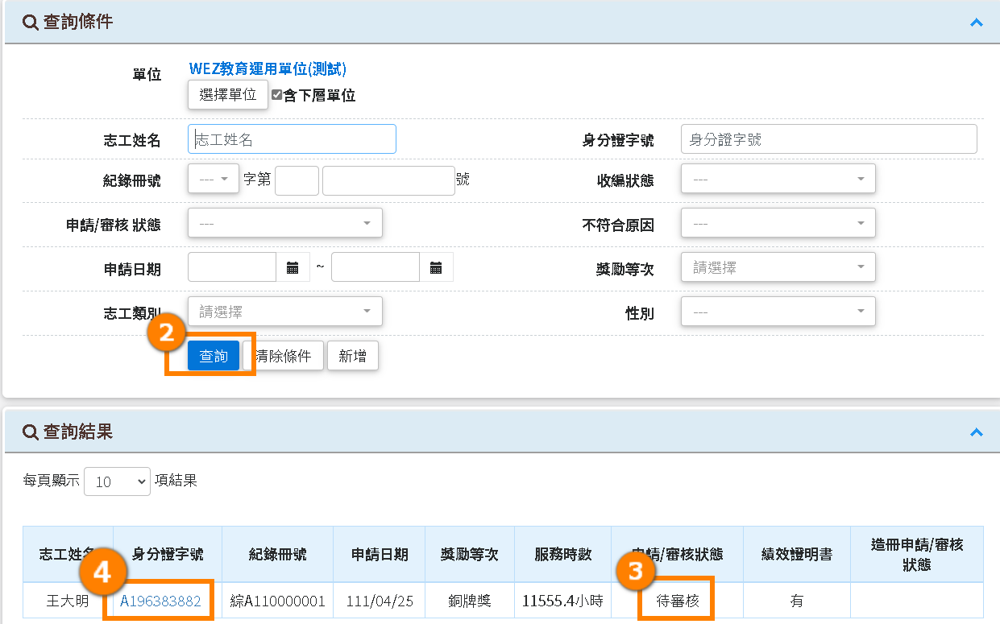 查詢條件
單位
WEZ教育運用單位(測試)
選擇單位 含下層單位
志工姓名 志工姓名 身分證字號 身分證字號
紀錄冊號 --- 字第 號 收編狀態 ---
申請/審核 狀態 --- 不符合原因 ---
申請日期 ~ 獎勵等次 請選擇
志工類別 請選擇 性別 ---
2
查詢 清除條件 新增
查詢結果
每頁顯示 10 項結果
志工姓名 身分證字號 紀錄冊號 申請日期 獎勵等次 服務時數 申請/審核狀態 績效證明書 造冊申請/審核
狀態
4 3
王大明 A196383882 綜A110000001 111/04/25 銅牌獎 11555.4小時 待審核 有